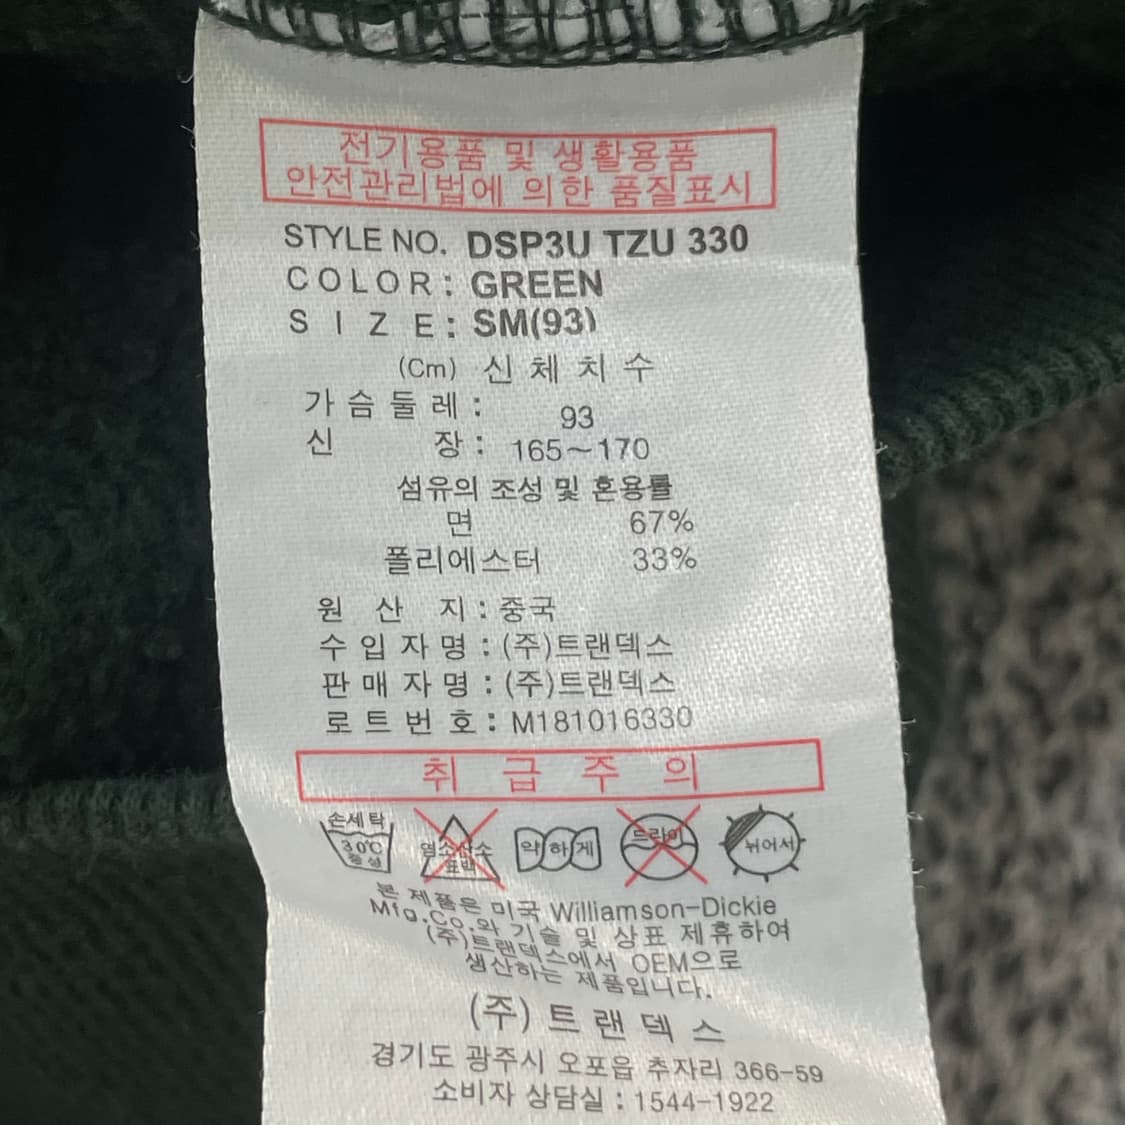 전기용품 및 생활용품
안전관리법에 의한 품질표시
STYLE NO. DSP3U TZU 330
COLOR: GREEN
SIZE: SM(93)
(Cm) 신체치수
가슴둘레: 93
신장: 165~170
섬유의 조성 및 혼용률
면 67%
폴리에스터 33%
원산지: 중국
수입자명: (주)트랜덱스
판매자명: (주)트랜덱스
로트번호: M181016330
취급주의
손세탁
30℃
중성
염소산소
표백
약하게
드라이
뉘어서
본 제품은 미국 Williamson-Dickie
Mfg.Co.와 기술 및 상표 제휴하여
(주)트랜덱스에서 OEM으로
생산하는 제품입니다.
(주)트랜덱스
경기도 광주시 오포읍 추자리 366-59
소비자 상담실 : 1544-1922